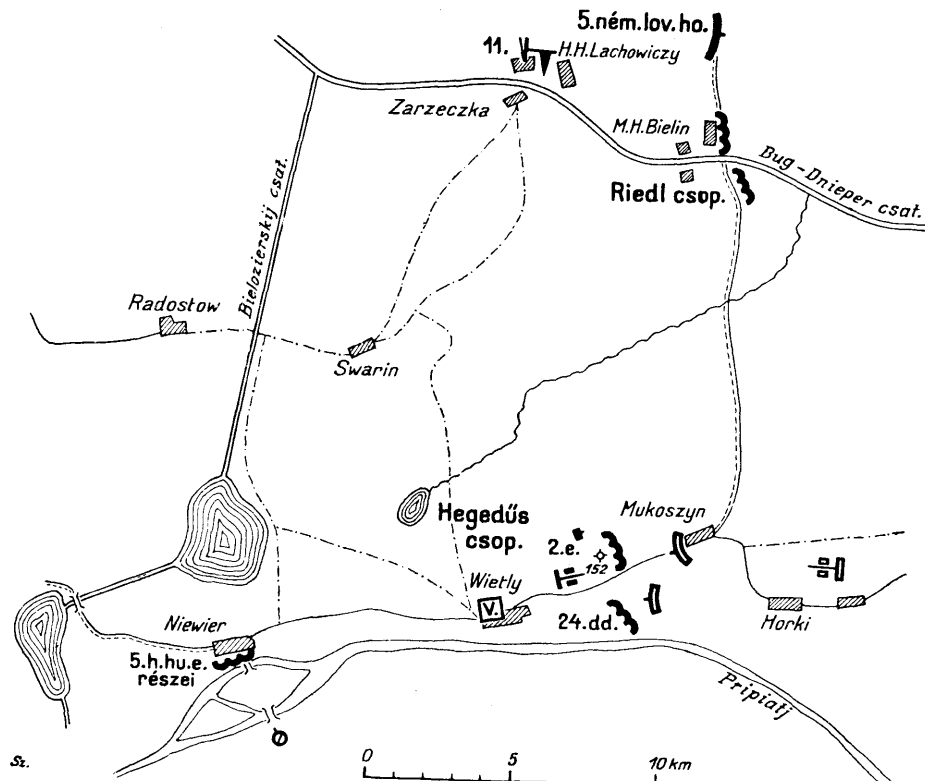 5.ném.lov.ho.
11.
H.H.Lachowiczy
Zarzeczka
M.H.Bielin
Bug-Dnieper csat.
Riedl csop.
Bielozierskij csat.
Radostow
Swarin
Hegedűs
csop.
Mukoszyn
2.e.
152
Wietly
V.
24.dd.
Horki
Niewier
5.h.hu.e.
részei
Pripiatj
Sz.
0 5 10 km